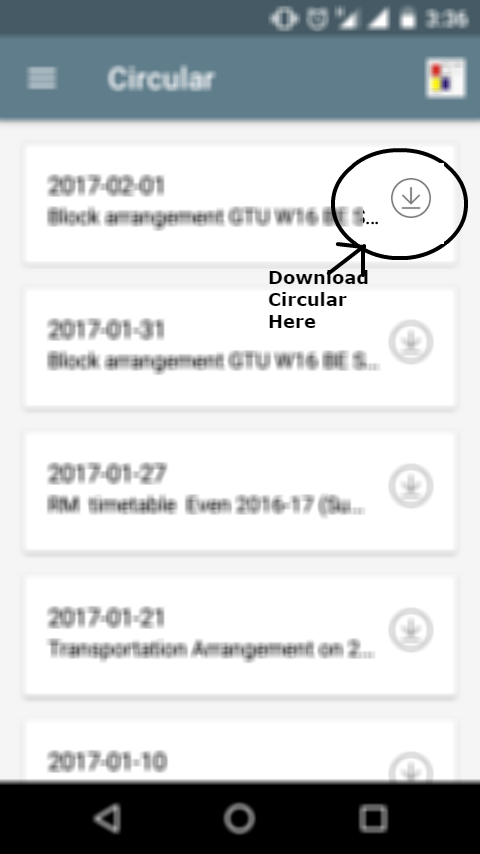 3:36
Circular
2017-02-01
Block arrangement GTU W16 BE S...
Download
Circular
Here
2017-01-31
Block arrangement GTU W16 BE S...
2017-01-27
RM timetable Even 2016-17 (Su...
2017-01-21
Transportation Arrangement on 2...
2017-01-10